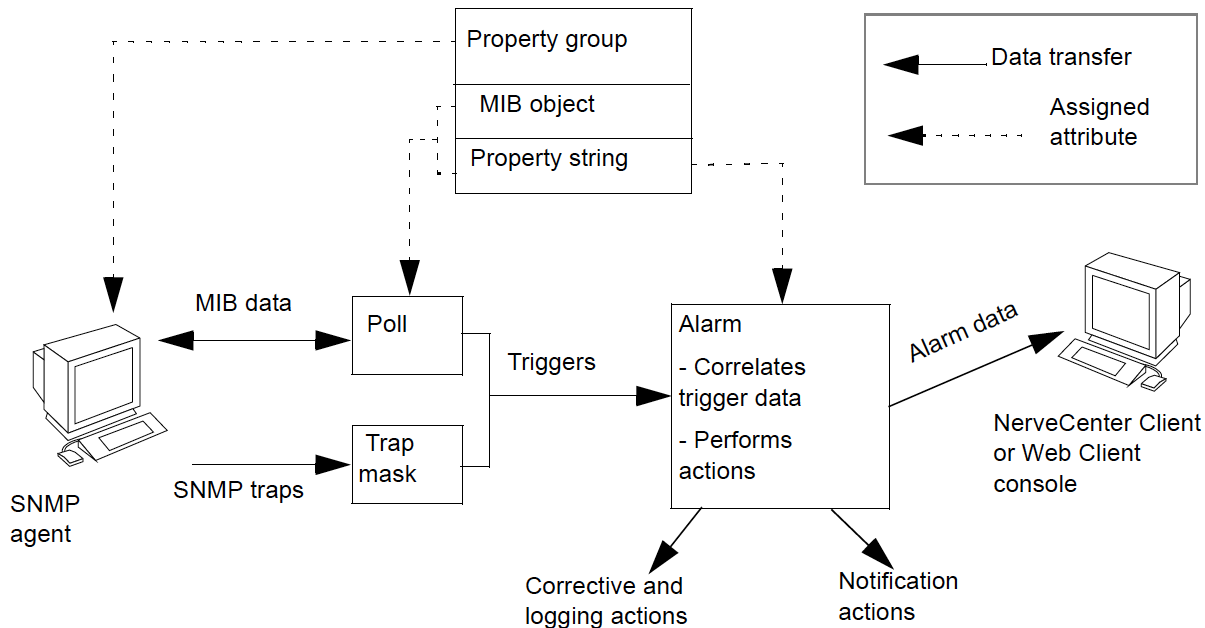 Property group
MIB object
Property string
Data transfer
Assigned
attribute
MIB data
Poll
Triggers
Trap
mask
SNMP traps
SNMP
agent
Alarm
- Correlates
trigger data
- Performs
actions
Alarm data
NerveCenter Client
or Web Client
console
Corrective and
logging actions
Notification
actions